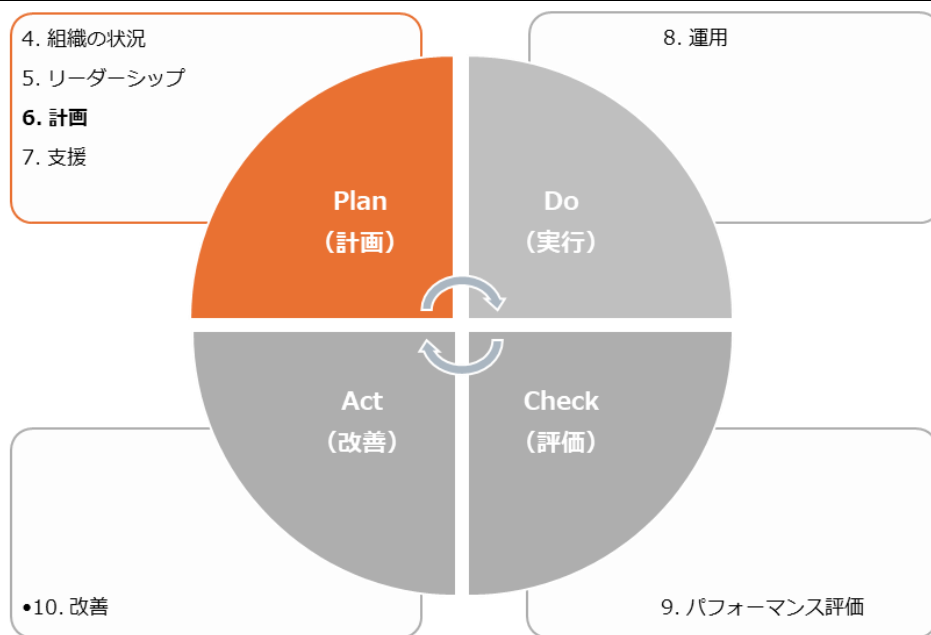 4. 組織の状況
5. リーダーシップ
6. 計画
7. 支援
8. 運用
Plan
（計画）
Do
（実行）
Act
（改善）
Check
（評価）
•10. 改善
9. パフォーマンス評価